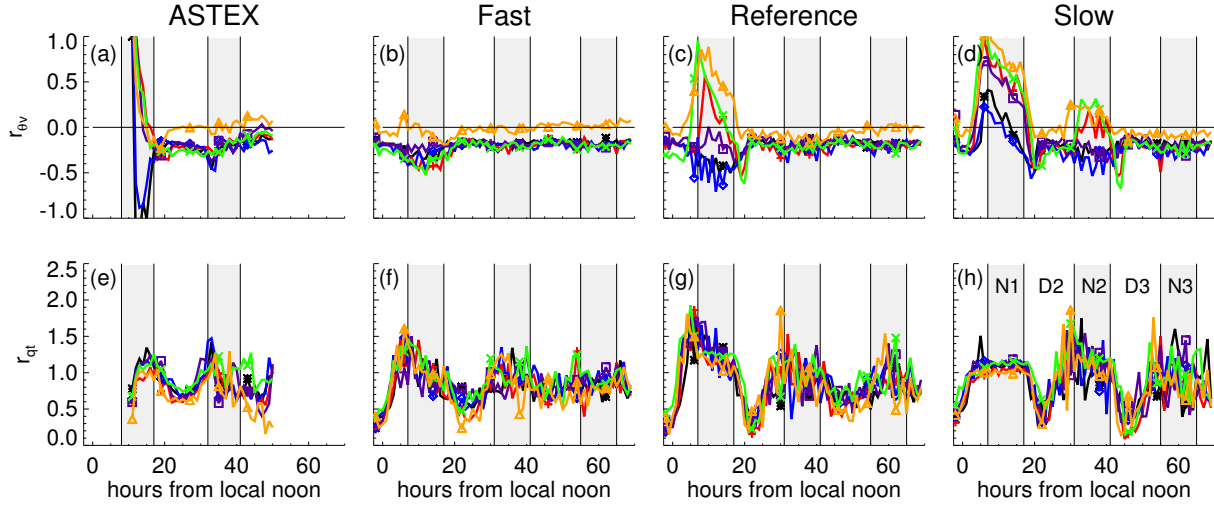 ASTEX Fast Reference Slow
(a) (b) (c) (d)
1.0
0.5
0.0
-0.5
-1.0
rθv
(e) (f) (g) (h)
N1 D2 N2 D3 N3
2.5
2.0
1.5
1.0
0.5
0.0
rqt
0 20 40 60 0 20 40 60 0 20 40 60 0 20 40 60
hours from local noon hours from local noon hours from local noon hours from local noon